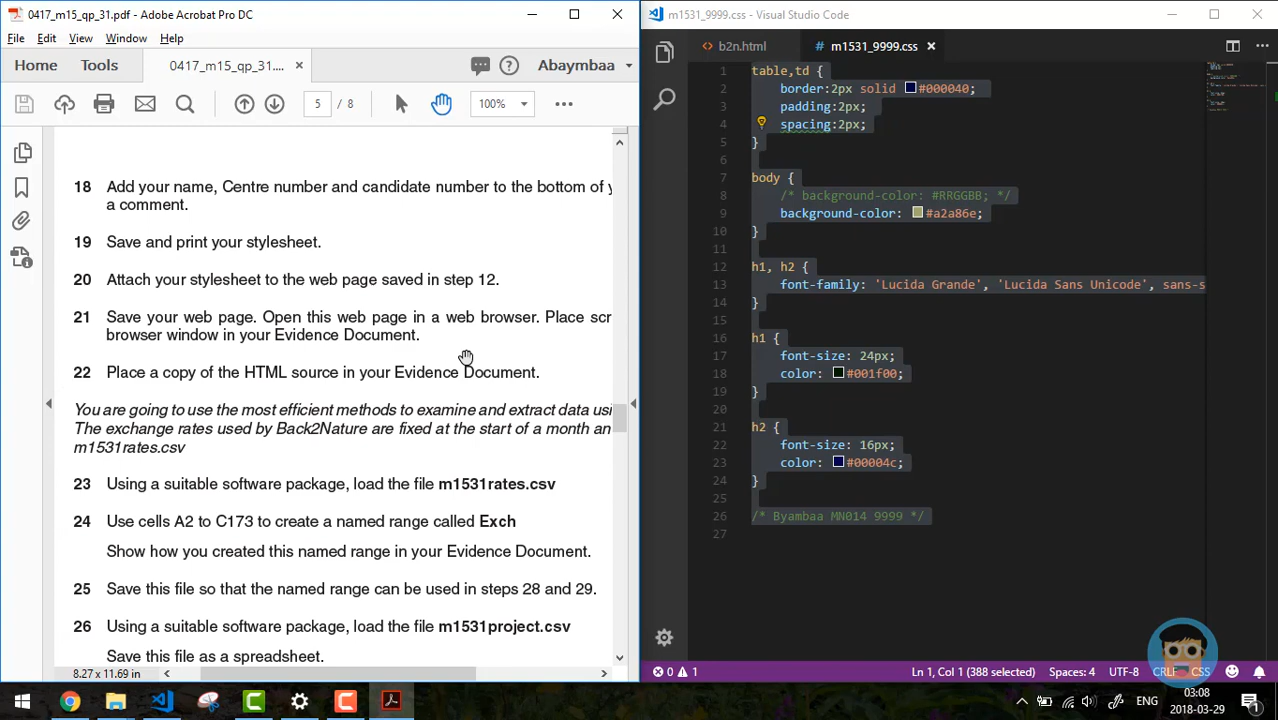 m1531_9999.css - Visual Studio Code
0417_m15_qp_31.pdf - Adobe Acrobat Pro DC
File Edit View Window Help
Home Tools 0417_m15_qp_31.... × Abaymbaa
5 / 8 100%
18 Add your name, Centre number and candidate number to the bottom of y
a comment.
19 Save and print your stylesheet.
20 Attach your stylesheet to the web page saved in step 12.
21 Save your web page. Open this web page in a web browser. Place scr
browser window in your Evidence Document.
22 Place a copy of the HTML source in your Evidence Document.
You are going to use the most efficient methods to examine and extract data usi
The exchange rates used by Back2Nature are fixed at the start of a month an
m1531rates.csv
23 Using a suitable software package, load the file m1531rates.csv
24 Use cells A2 to C173 to create a named range called Exch
Show how you created this named range in your Evidence Document.
25 Save this file so that the named range can be used in steps 28 and 29.
26 Using a suitable software package, load the file m1531project.csv
Save this file as a spreadsheet.
8.27 x 11.69 in
b2n.html # m1531_9999.css ×
1 table,td {
2 border:2px solid #000040;
3 padding:2px;
4 spacing:2px;
5 }
6
7 body {
8 /* background-color: #RRGGBB; */
9 background-color: #a2a86e;
10 }
11
12 h1, h2 {
13 font-family: 'Lucida Grande', 'Lucida Sans Unicode', sans-s
14 }
15
16 h1 {
17 font-size: 24px;
18 color: #001f00;
19 }
20
21 h2 {
22 font-size: 16px;
23 color: #00004c;
24 }
25
26 /* Byambaa MN014 9999 */
27
0 1 Ln 1, Col 1 (388 selected) Spaces: 4 UTF-8 CRLF CSS
ENG 03:08
2018-03-29 1